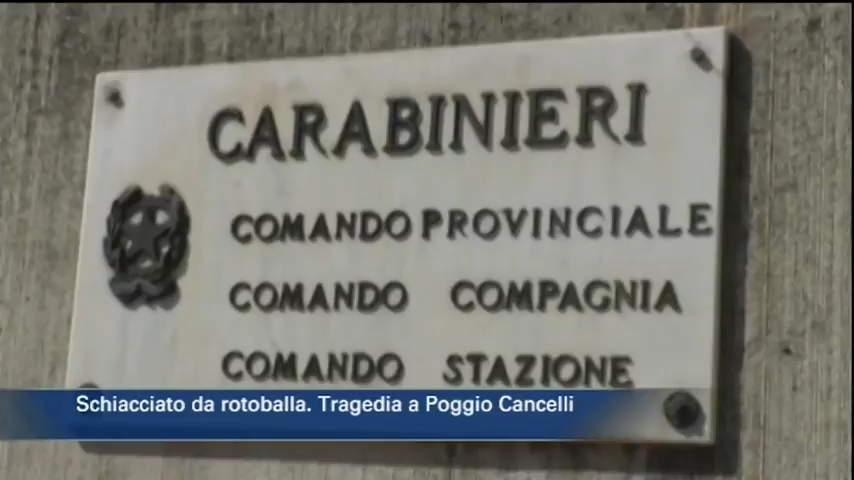 CARABINIERI
COMANDO PROVINCIALE
COMANDO COMPAGNIA
COMANDO STAZIONE
Schiacciato da rotoballa. Tragedia a Poggio Cancelli